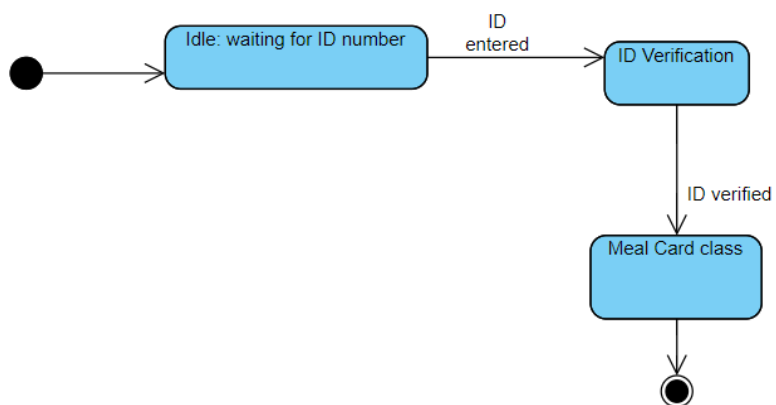 Idle: waiting for ID number
ID
entered
ID Verification
ID verified
Meal Card class